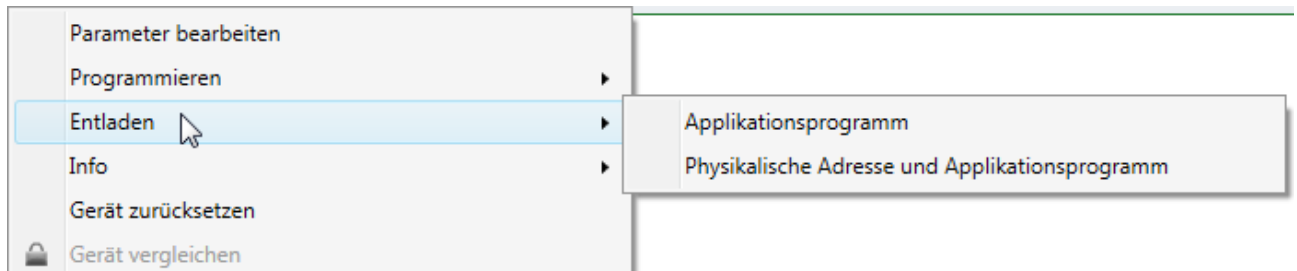 Parameter bearbeiten
Programmieren
Entladen
Applikationsprogramm
Physikalische Adresse und Applikationsprogramm
Info
Gerät zurücksetzen
Gerät vergleichen